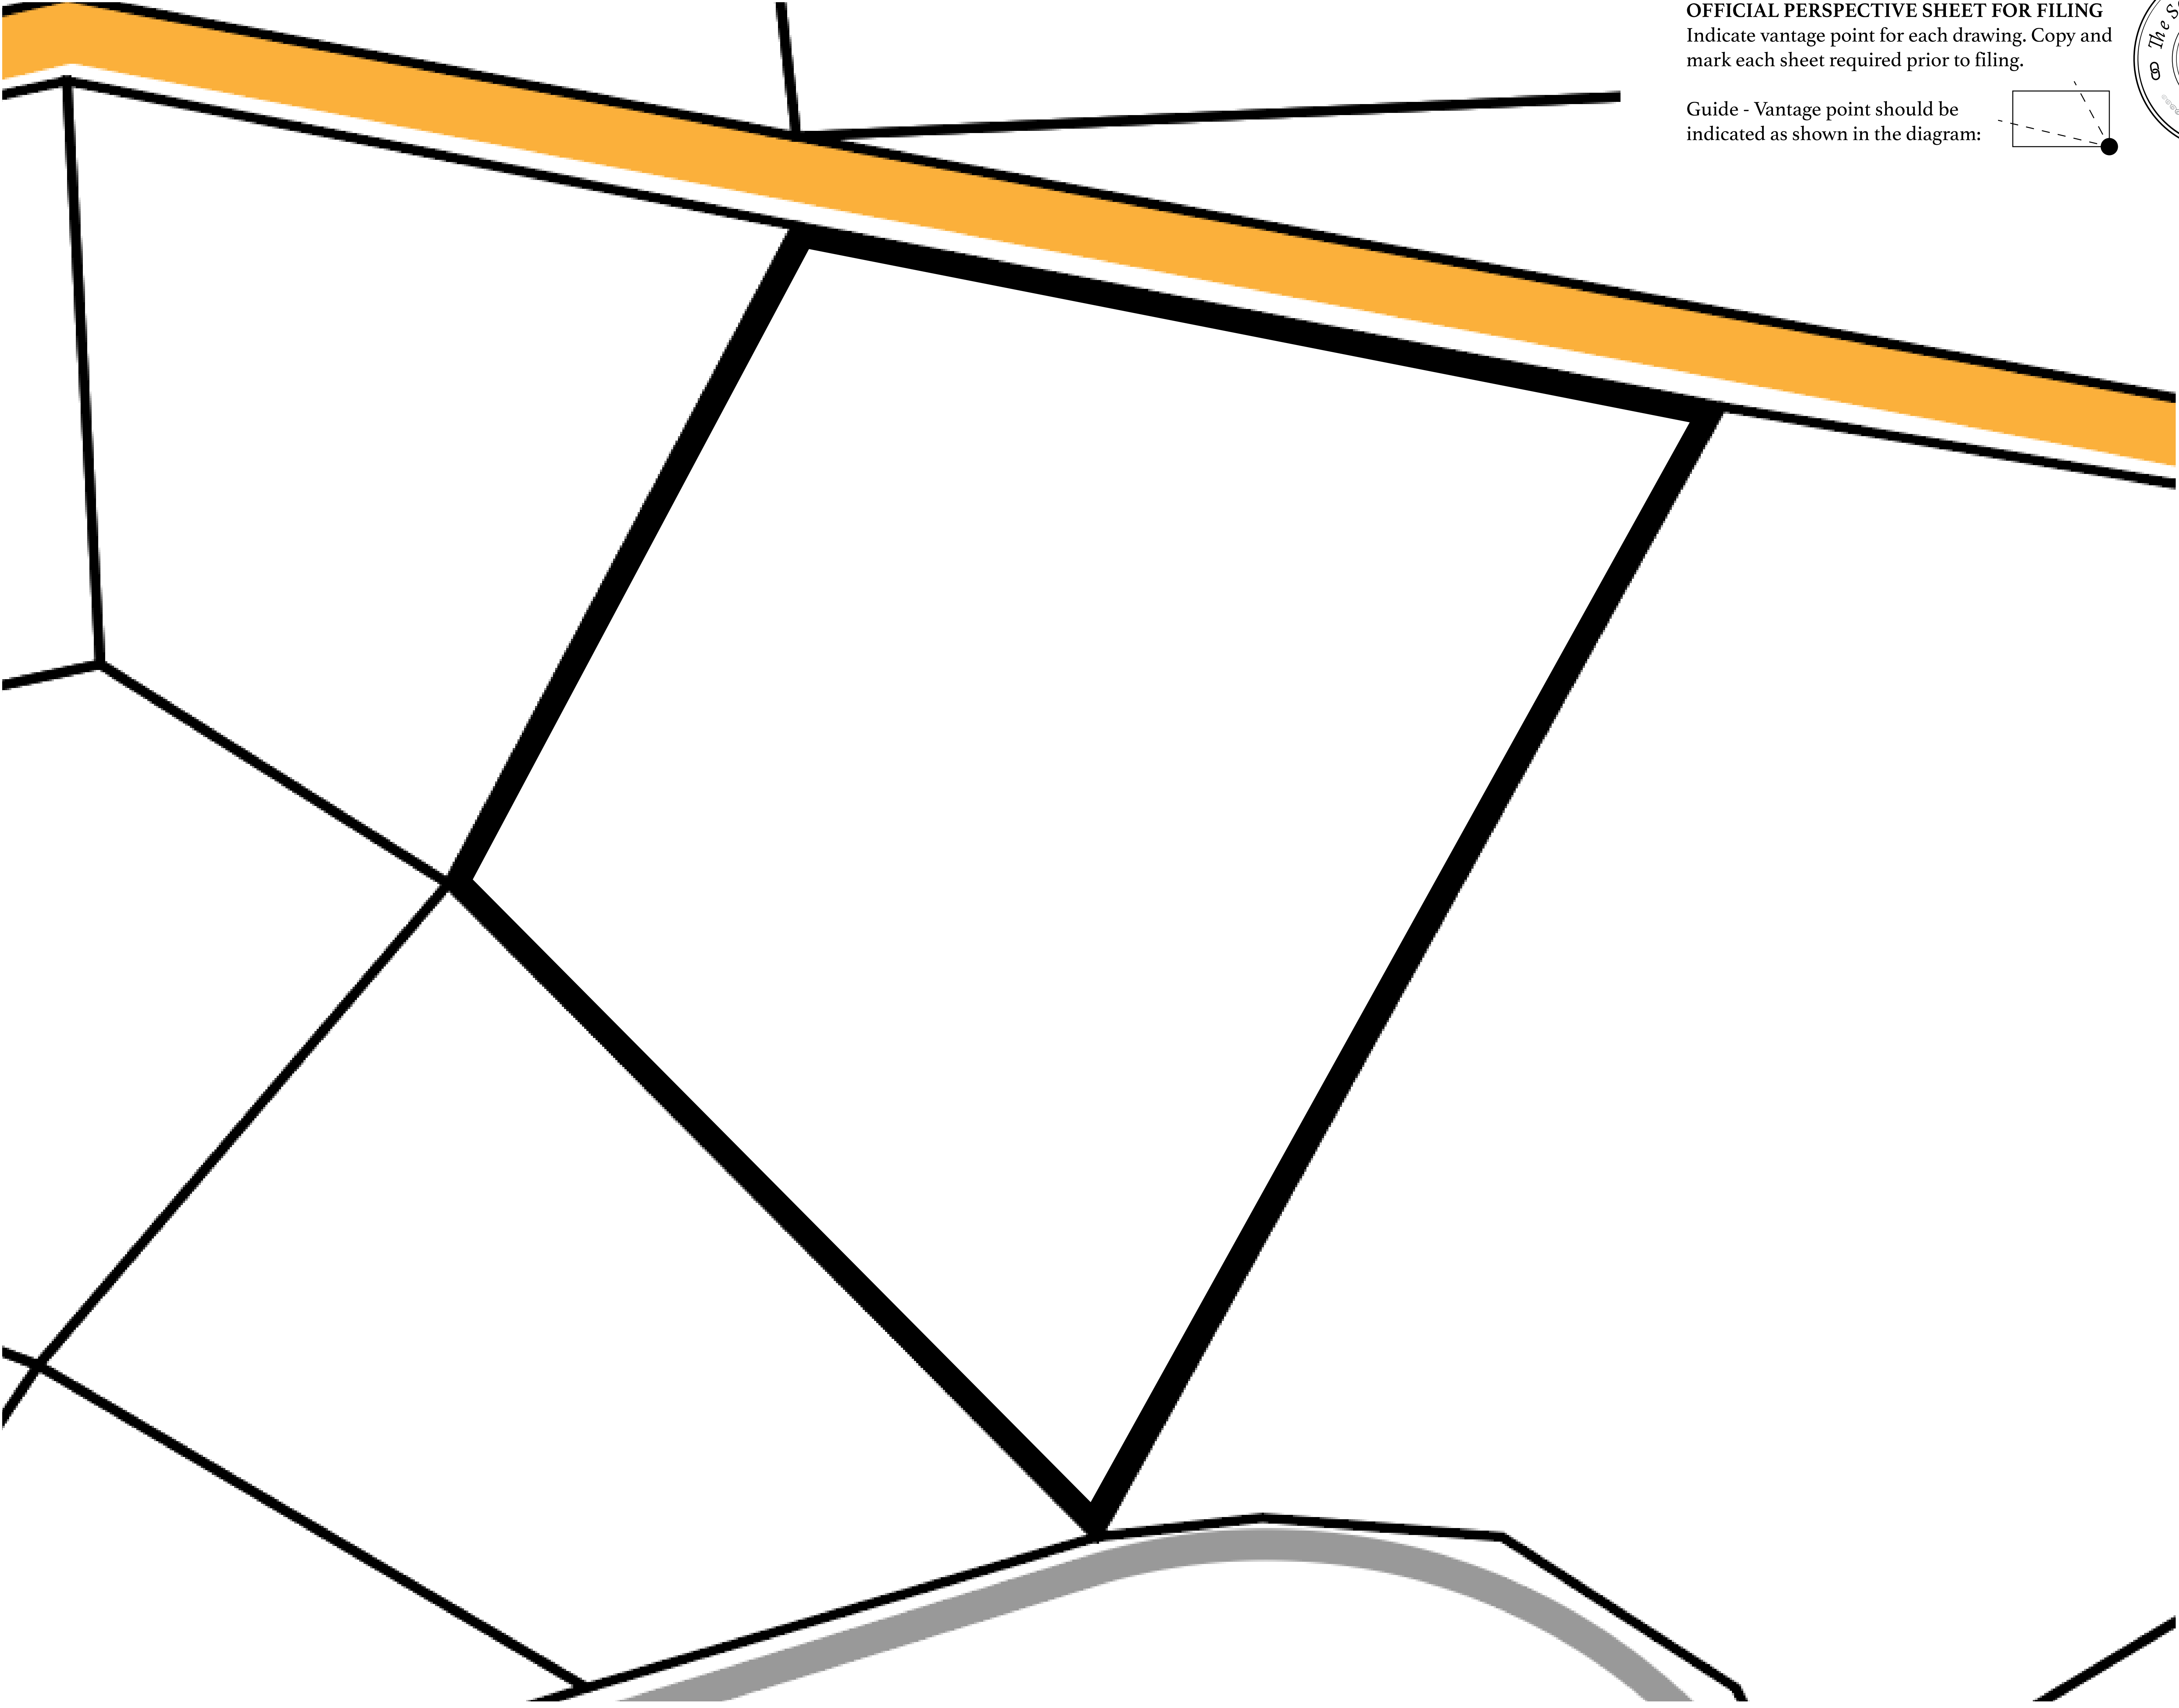 OFFICIAL PERSPECTIVE SHEET FOR FILING
Indicate vantage point for each drawing. Copy and
mark each sheet required prior to filing.
Guide - Vantage point should be
indicated as shown in the diagram:
The